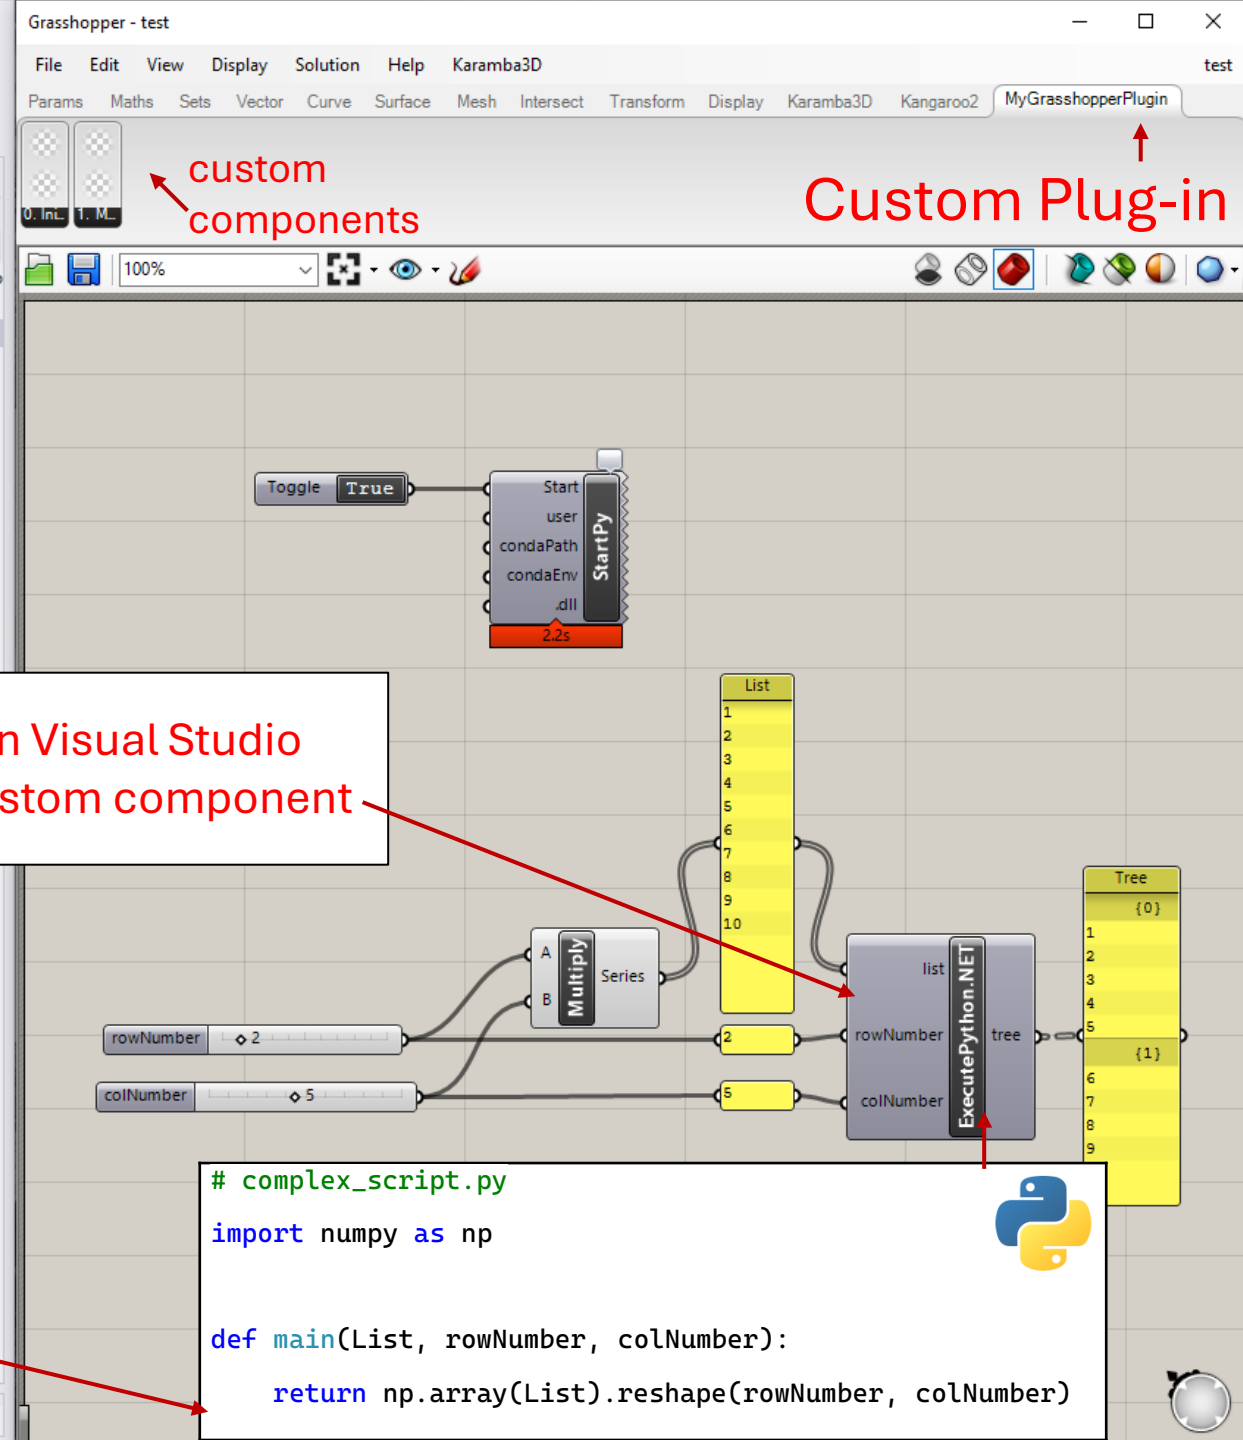 Grasshopper - test
File Edit View Display Solution Help Karamba3D test
Params Maths Sets Vector Curve Surface Mesh Intersect Transform Display Karamba3D Kangaroo2 MyGrasshopperPlugin
custom
components
Custom Plug-in
0. Ini... 1. M...
100%
Toggle True
Start
user
condaPath
condaEnv
.dll
StartPy
2.2s
n Visual Studio
stom component
List
1
2
3
4
5
6
7
8
9
10
A
B
Multiply
Series
rowNumber 2
colNumber 5
2
5
list
rowNumber
colNumber
ExecutePython.NET
tree
Tree
{0}
1
2
3
4
5
{1}
6
7
8
9
# complex_script.py
import numpy as np
def main(List, rowNumber, colNumber):
return np.array(List).reshape(rowNumber, colNumber)